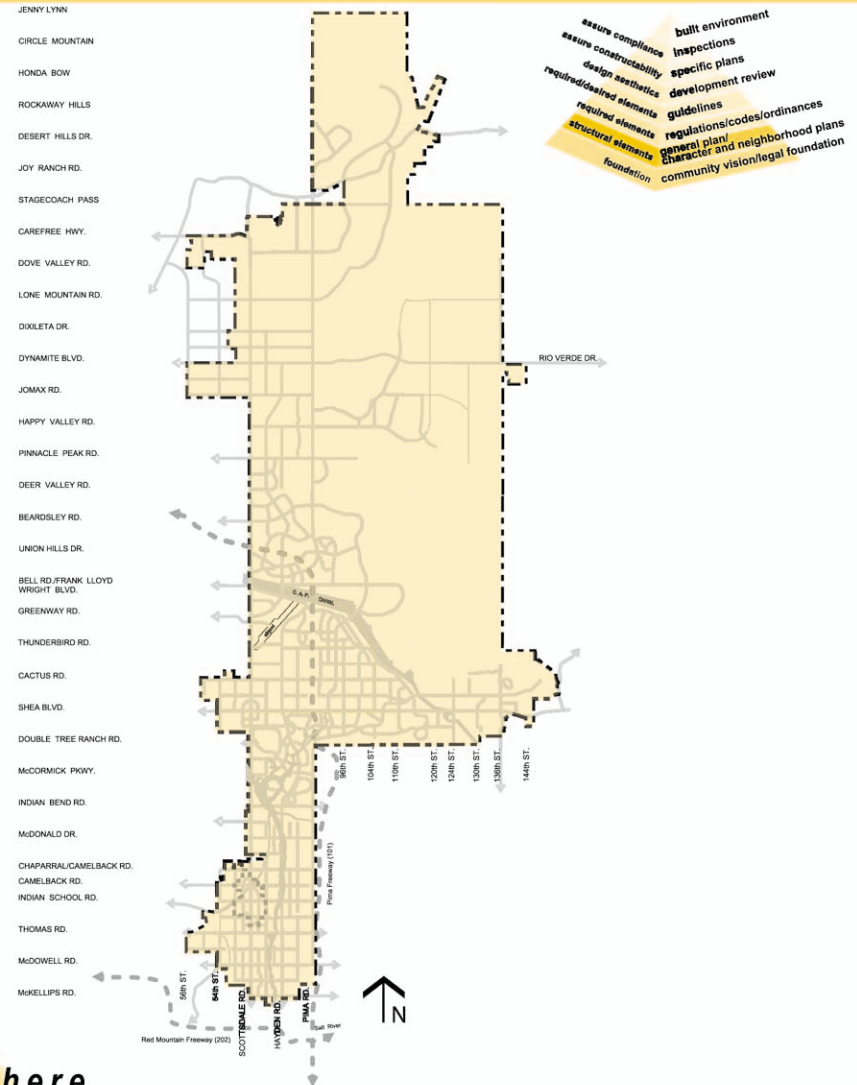 JENNY LYNN
CIRCLE MOUNTAIN
HONDA BOW
ROCKAWAY HILLS
DESERT HILLS DR.
JOY RANCH RD.
STAGECOACH PASS
CAREFREE HWY.
DOVE VALLEY RD.
LONE MOUNTAIN RD.
DIXILETA DR.
DYNAMITE BLVD.
JOMAX RD.
HAPPY VALLEY RD.
PINNACLE PEAK RD.
DEER VALLEY RD.
BEARDSLEY RD.
UNION HILLS DR.
BELL RD./FRANK LLOYD
WRIGHT BLVD.
GREENWAY RD.
THUNDERBIRD RD.
CACTUS RD.
SHEA BLVD.
DOUBLE TREE RANCH RD.
McCORMICK PKWY.
INDIAN BEND RD.
McDONALD DR.
CHAPARRAL/CAMELBACK RD.
CAMELBACK RD.
INDIAN SCHOOL RD.
THOMAS RD.
McDOWELL RD.
McKELLIPS RD.
assure compliance
assure constructability
design aesthetics
required/desired elements
required elements
structural elements
foundation
built environment
inspections
specific plans
development review
guidelines
regulations/codes/ordinances
general plan/
character and neighborhood plans
community vision/legal foundation
RIO VERDE DR.
C. A. P. CANAL
airport
96th ST.
104th ST.
110th ST.
120th ST.
124th ST.
130th ST.
136th ST.
144th ST.
Pima Freeway (101)
56th ST.
64th ST.
SCOTTSDALE RD.
HAYDEN RD.
PIMA RD.
Salt River
Red Mountain Freeway (202)
N
here